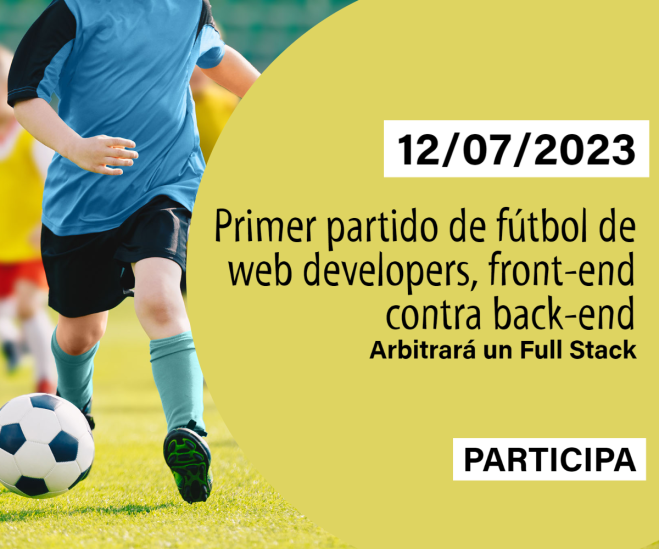 12/07/2023
Primer partido de fútbol de
web developers, front-end
contra back-end
Arbitrará un Full Stack
PARTICIPA